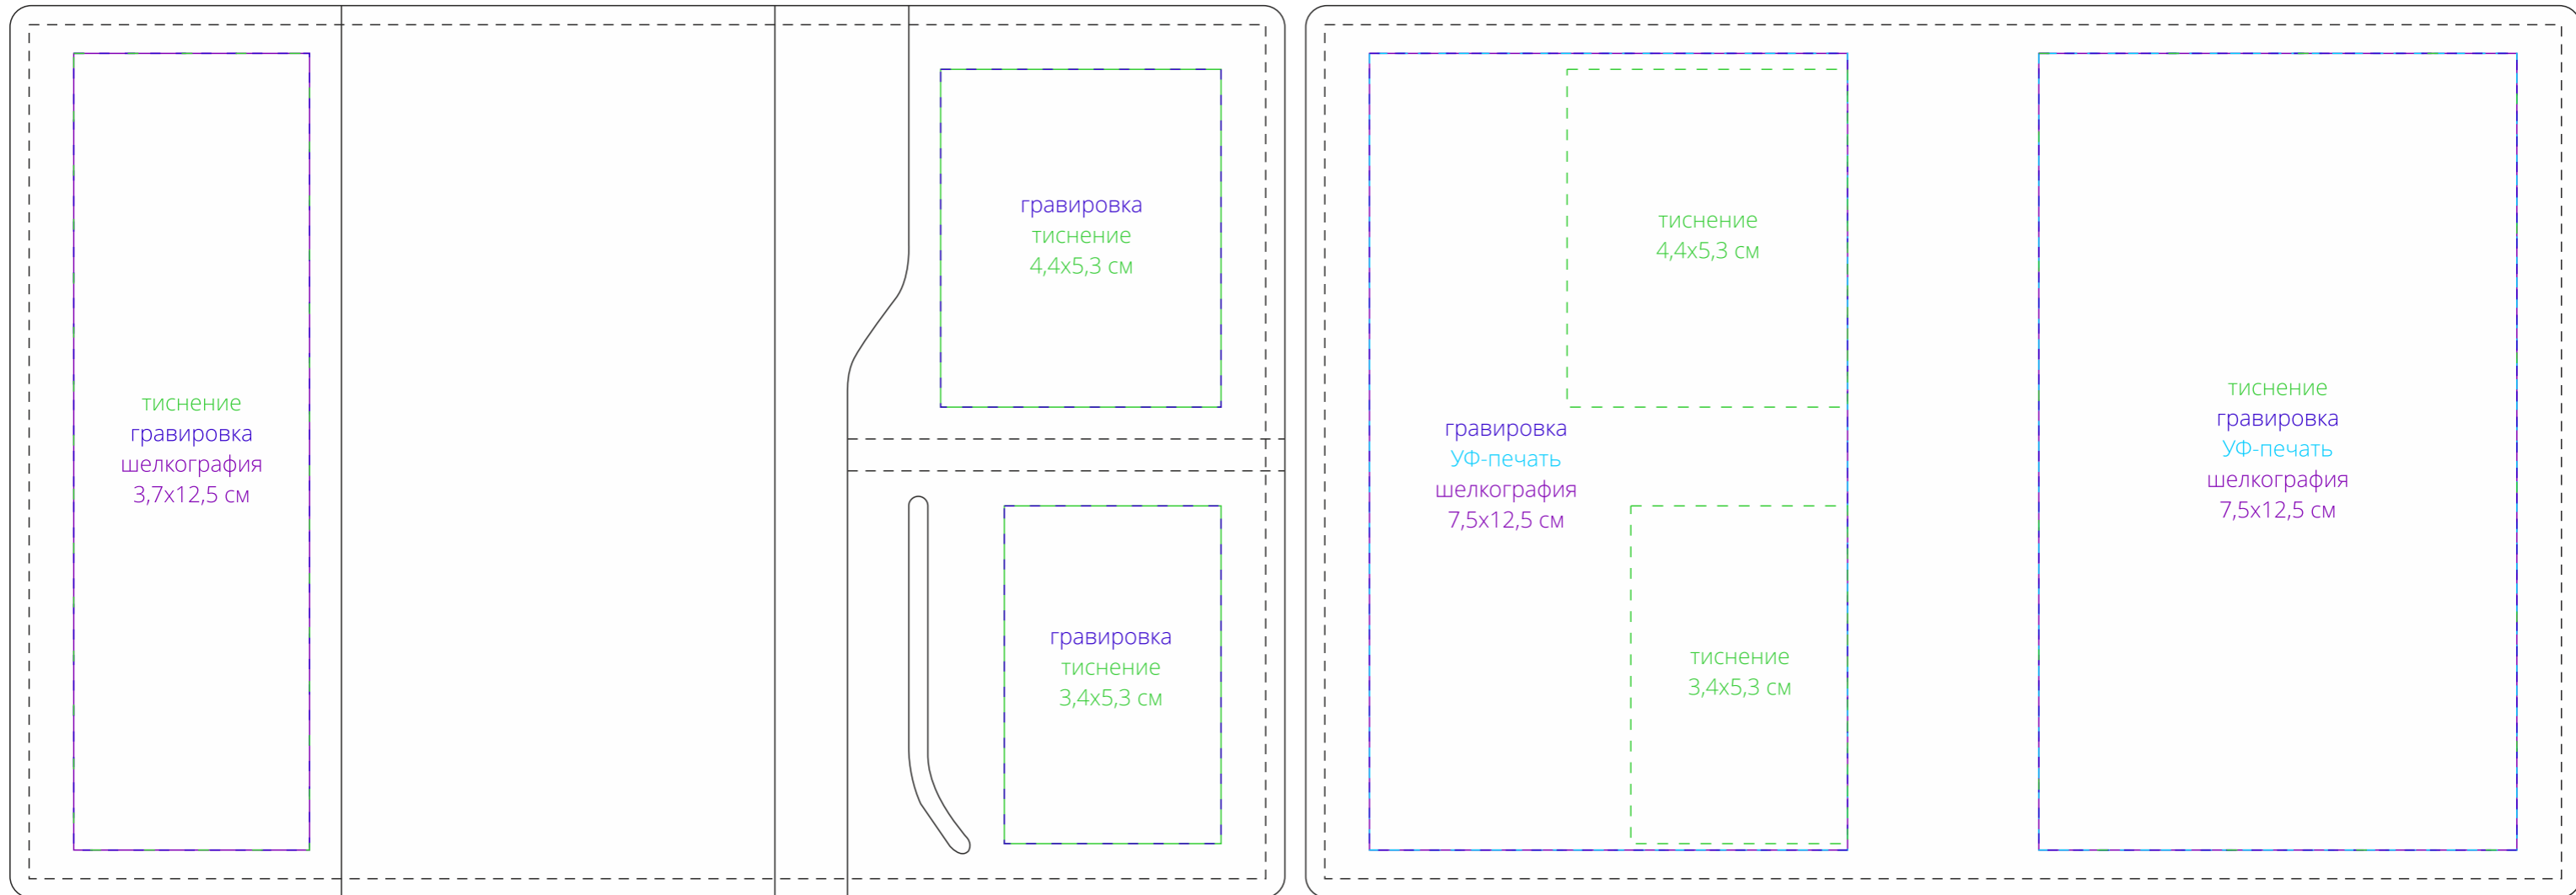 тиснение
гравировка
шелкография
3,7х12,5 см
гравировка
тиснение
4,4х5,3 см
гравировка
тиснение
3,4х5,3 см
гравировка
УФ-печать
шелкография
7,5х12,5 см
тиснение
4,4х5,3 см
тиснение
3,4х5,3 см
тиснение
гравировка
УФ-печать
шелкография
7,5х12,5 см